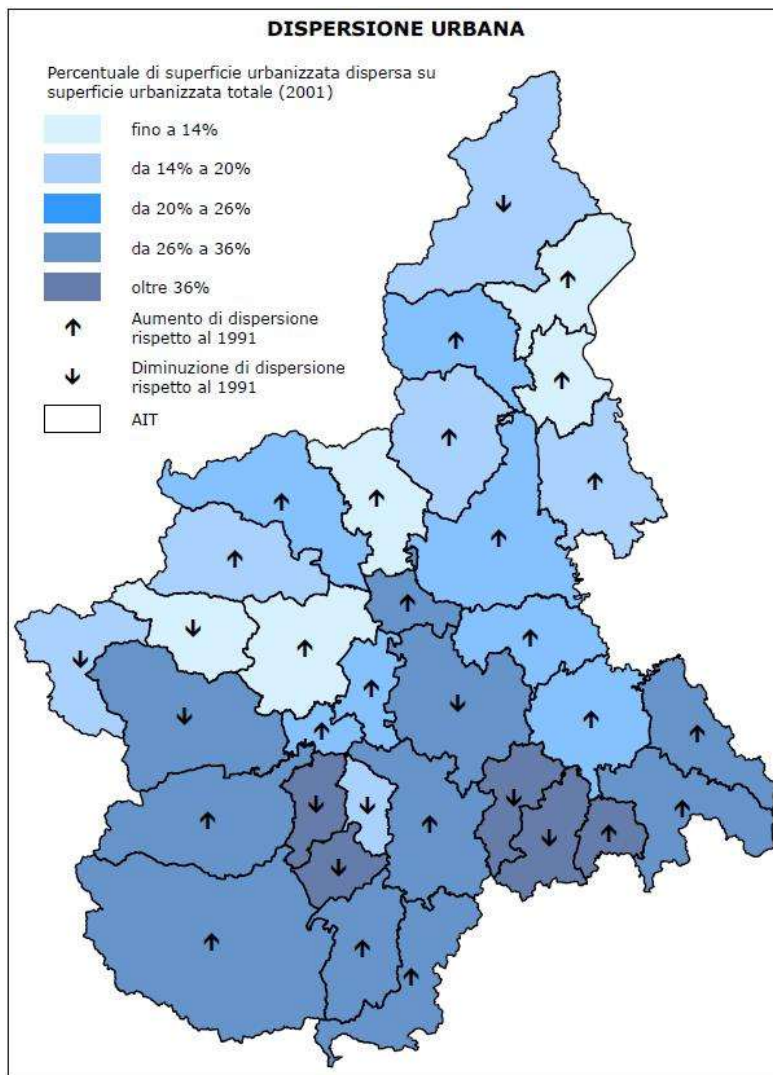 DISPERSIONE URBANA
Percentuale di superficie urbanizzata dispersa su
superficie urbanizzata totale (2001)
fino a 14%
da 14% a 20%
da 20% a 26%
da 26% a 36%
oltre 36%
Aumento di dispersione
rispetto al 1991
Diminuzione di dispersione
rispetto al 1991
AIT